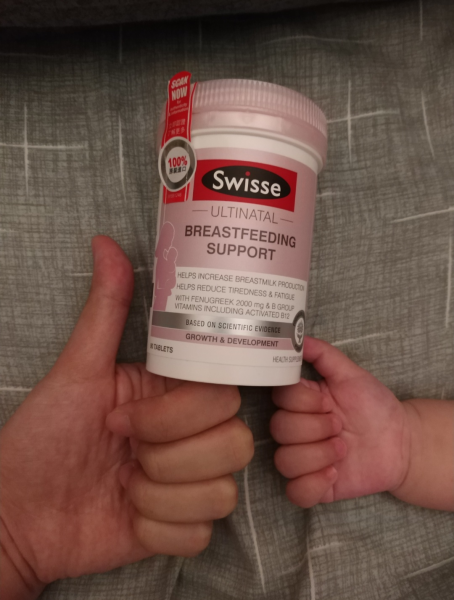 SCAN
NOW
100%
Swisse
ULTINATAL
BREASTFEEDING
SUPPORT
HELPS INCREASE BREASTMILK PRODUCTION
HELPS REDUCE TIREDNESS & FATIGUE
WITH FENUGREEK 2000 mg & B GROUP
VITAMINS INCLUDING ACTIVATED B12
BASED ON SCIENTIFIC EVIDENCE
GROWTH & DEVELOPMENT
TABLETS
HEALTH